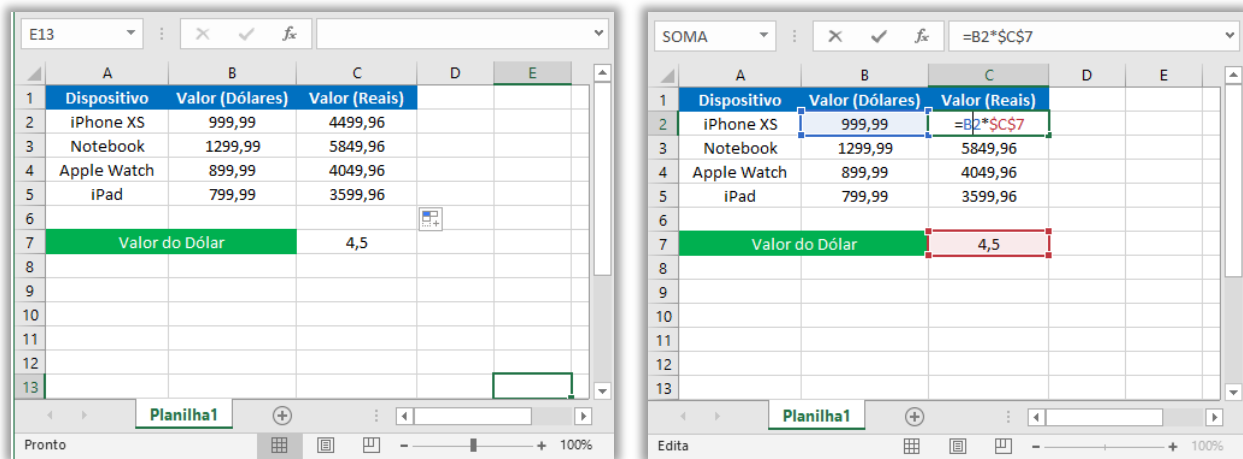 E13 fx
A B C D E
1 Dispositivo Valor (Dólares) Valor (Reais)
2 iPhone XS 999,99 4499,96
3 Notebook 1299,99 5849,96
4 Apple Watch 899,99 4049,96
5 iPad 799,99 3599,96
6
7 Valor do Dólar 4,5
8
9
10
11
12
13
Planilha1
Pronto 100%
SOMA fx =B2*$C$7
A B C D E
1 Dispositivo Valor (Dólares) Valor (Reais)
2 iPhone XS 999,99 =B2*$C$7
3 Notebook 1299,99 5849,96
4 Apple Watch 899,99 4049,96
5 iPad 799,99 3599,96
6
7 Valor do Dólar 4,5
8
9
10
11
12
13
Planilha1
Edita 100%